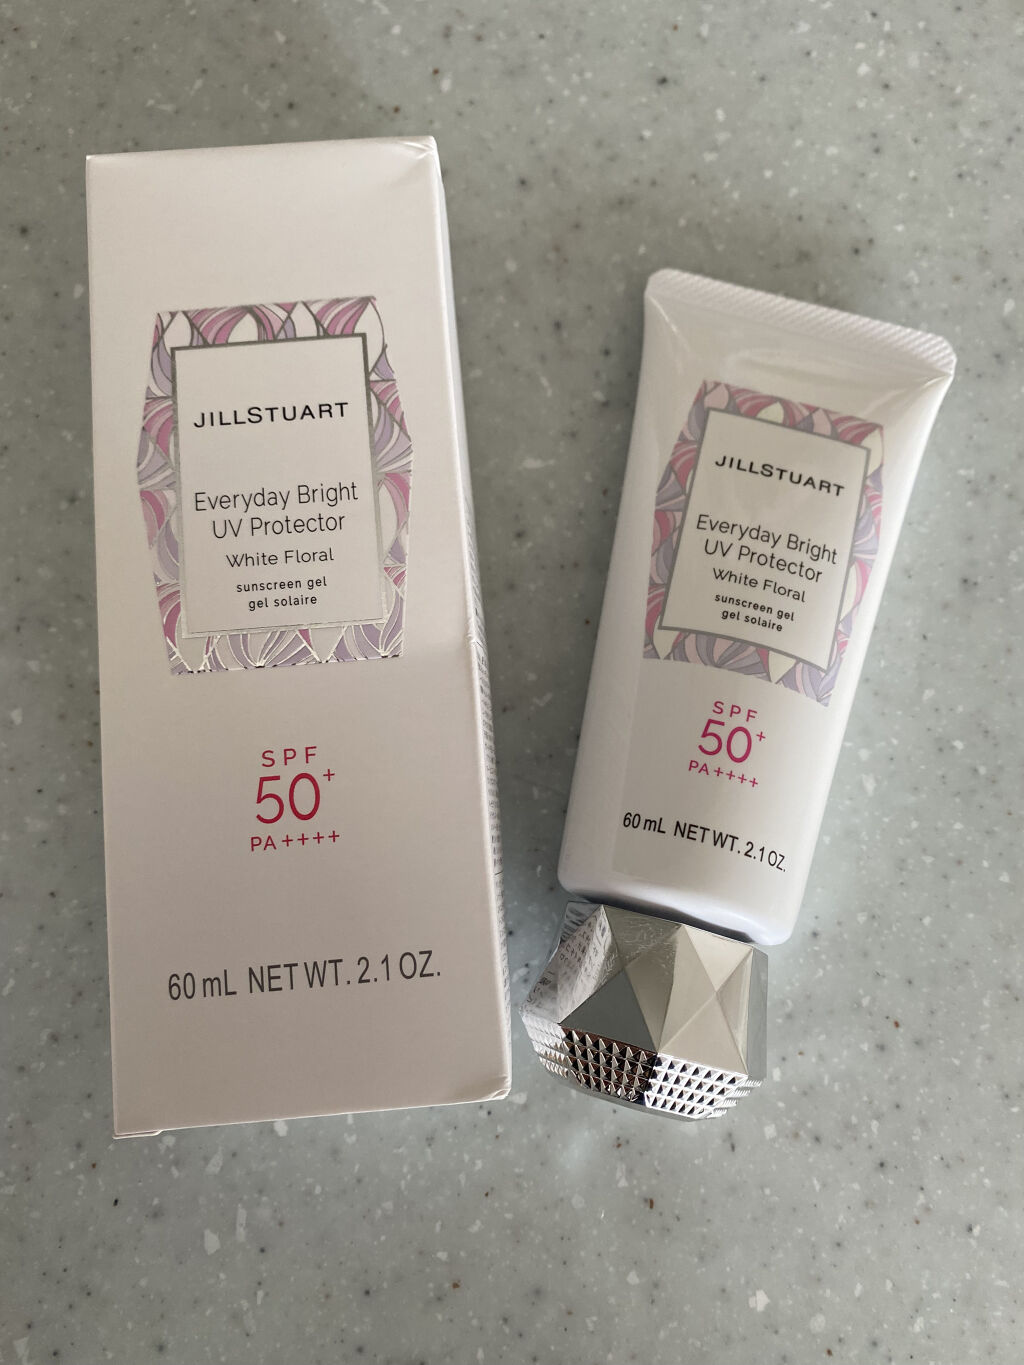 JILLSTUART
Everyday Bright
UV Protector
White Floral
sunscreen gel
gel solaire
SPF
50+
PA++++
60 mL NET WT. 2.1 OZ.
JILLSTUART
Everyday Bright
UV Protector
White Floral
sunscreen gel
gel solaire
SPF
50+
PA++++
60 mL NET WT. 2.1 OZ.